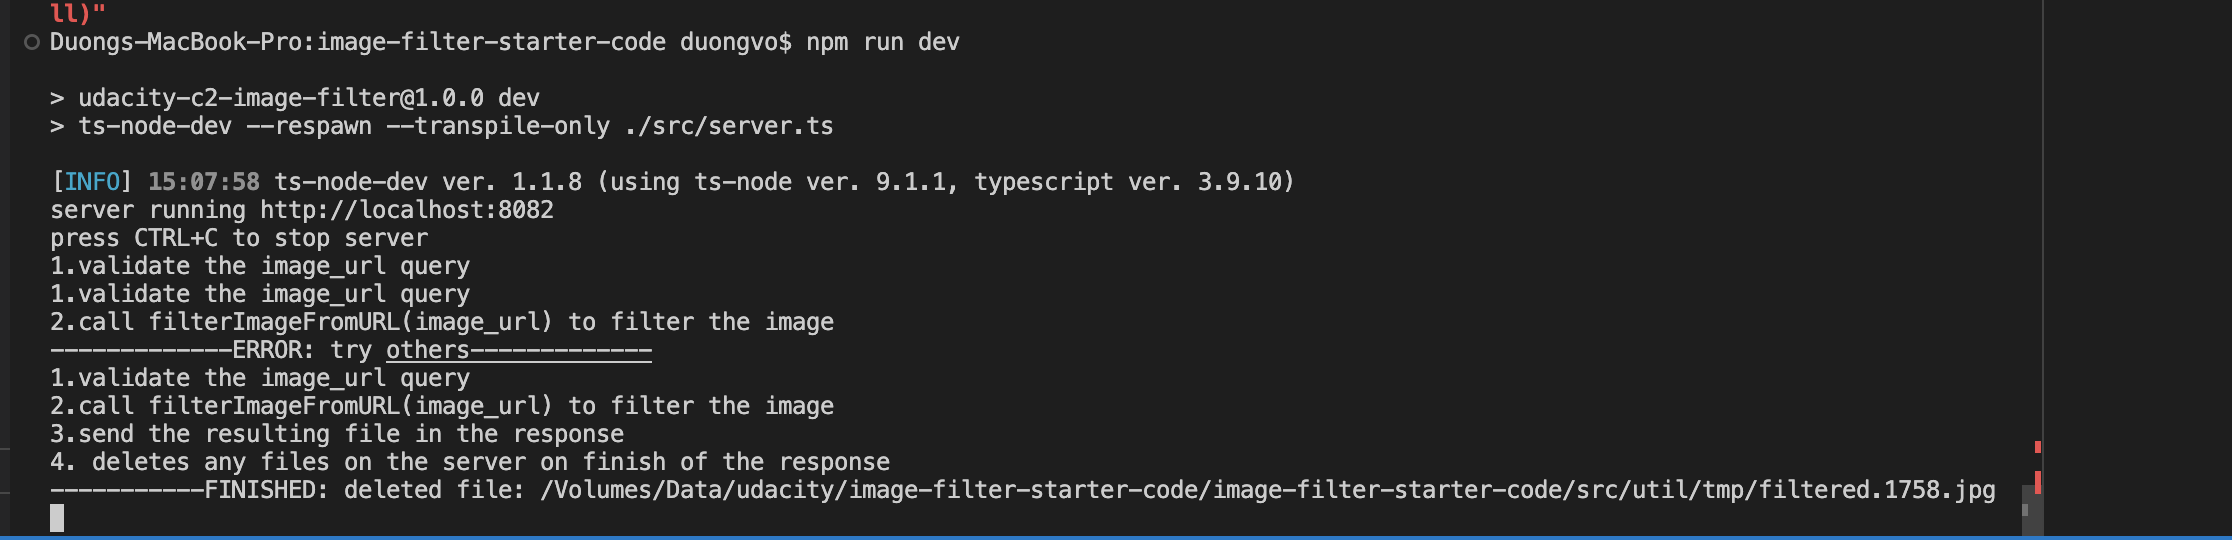 ll)"
Duongs-MacBook-Pro:image-filter-starter-code duongvo$ npm run dev
> udacity-c2-image-filter@1.0.0 dev
> ts-node-dev --respawn --transpile-only ./src/server.ts
[INFO] 15:07:58 ts-node-dev ver. 1.1.8 (using ts-node ver. 9.1.1, typescript ver. 3.9.10)
server running http://localhost:8082
press CTRL+C to stop server
1.validate the image_url query
1.validate the image_url query
2.call filterImageFromURL(image_url) to filter the image
-------------ERROR: try others-------------
1.validate the image_url query
2.call filterImageFromURL(image_url) to filter the image
3.send the resulting file in the response
4. deletes any files on the server on finish of the response
-----------FINISHED: deleted file: /Volumes/Data/udacity/image-filter-starter-code/image-filter-starter-code/src/util/tmp/filtered.1758.jpg